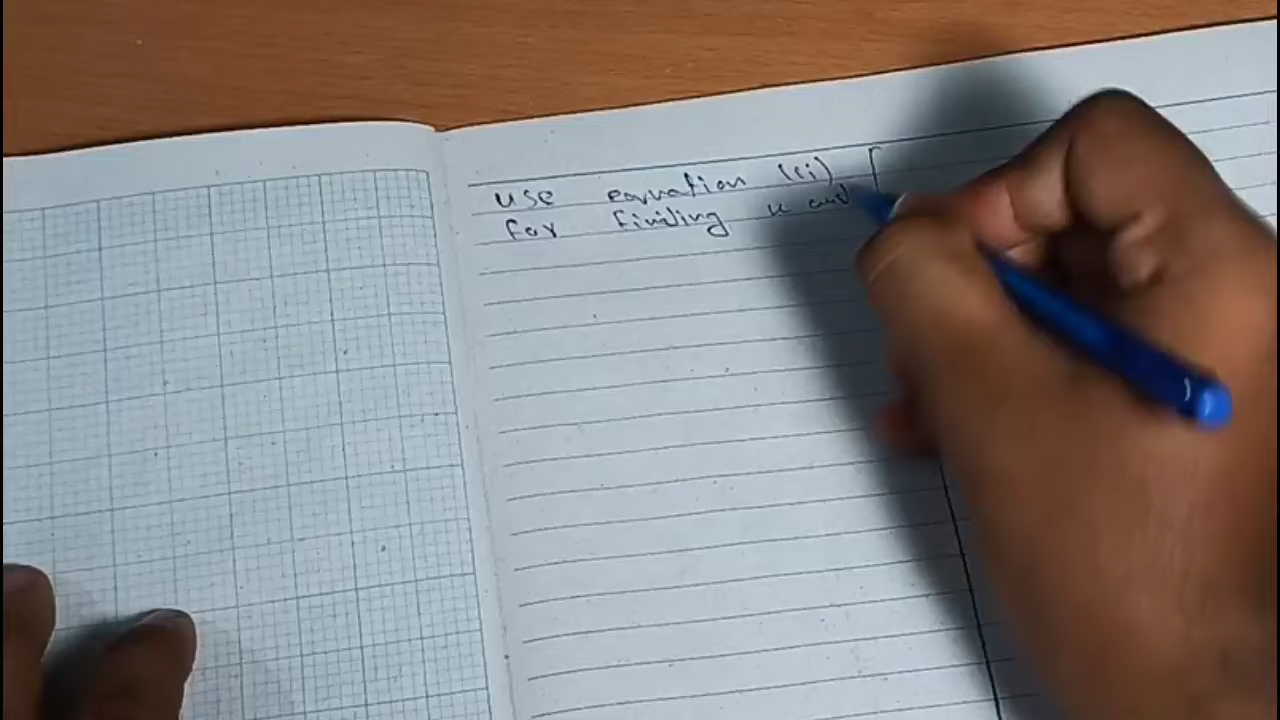 use equation (ii)
for finding x and